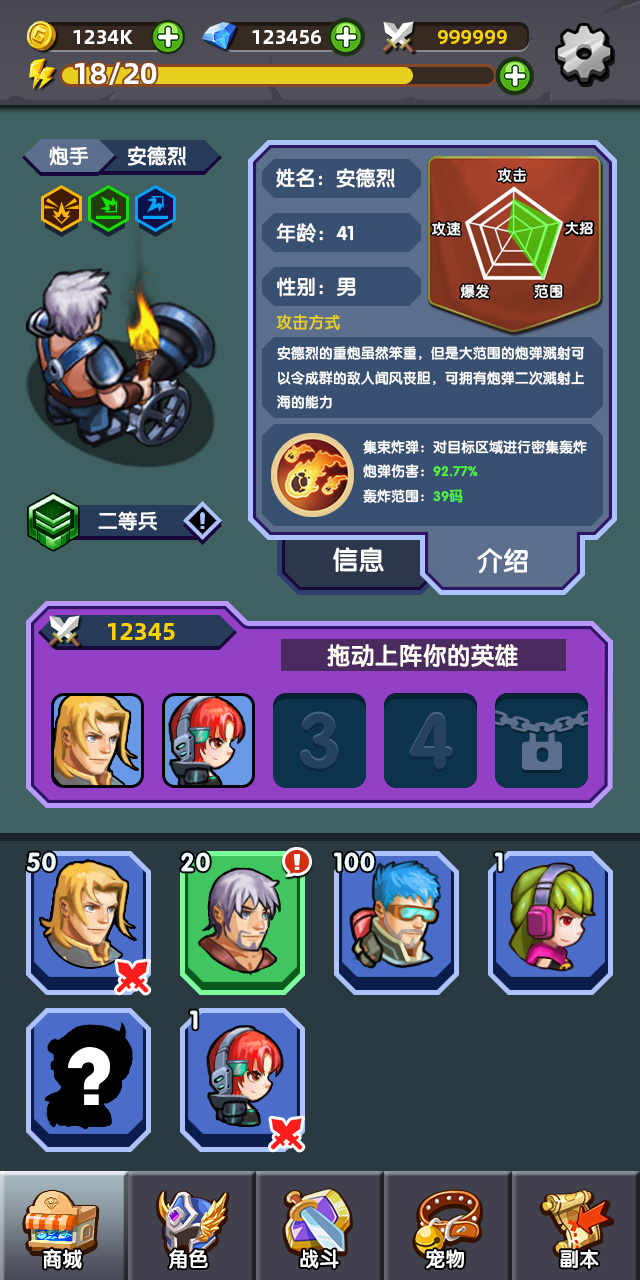 1234K 123456 999999
18/20
炮手 安德烈
姓名：安德烈
年龄：41
性别：男
攻击
攻速 大招
爆发 范围
攻击方式
安德烈的重炮虽然笨重，但是大范围的炮弹溅射可
以令成群的敌人闻风丧胆，可拥有炮弹二次溅射上
海的能力
集束炸弹：对目标区域进行密集轰炸
炮弹伤害：92.77%
轰炸范围：39码
二等兵 !
信息 介绍
12345
拖动上阵你的英雄
3 4
50 20 ! 100 1
? 1
商城 角色 战斗 宠物 副本